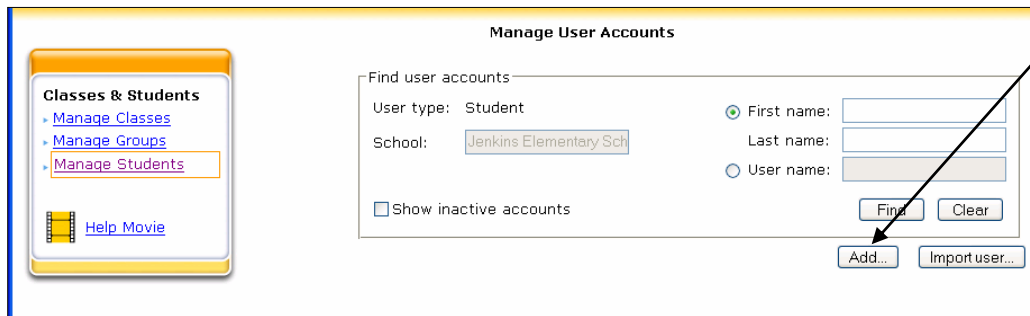 Manage User Accounts
Classes & Students
Manage Classes
Manage Groups
Manage Students
Help Movie
Find user accounts
User type: Student
School: Jenkins Elementary Sch
First name:
Last name:
User name:
Show inactive accounts
Find Clear
Add... Import user...